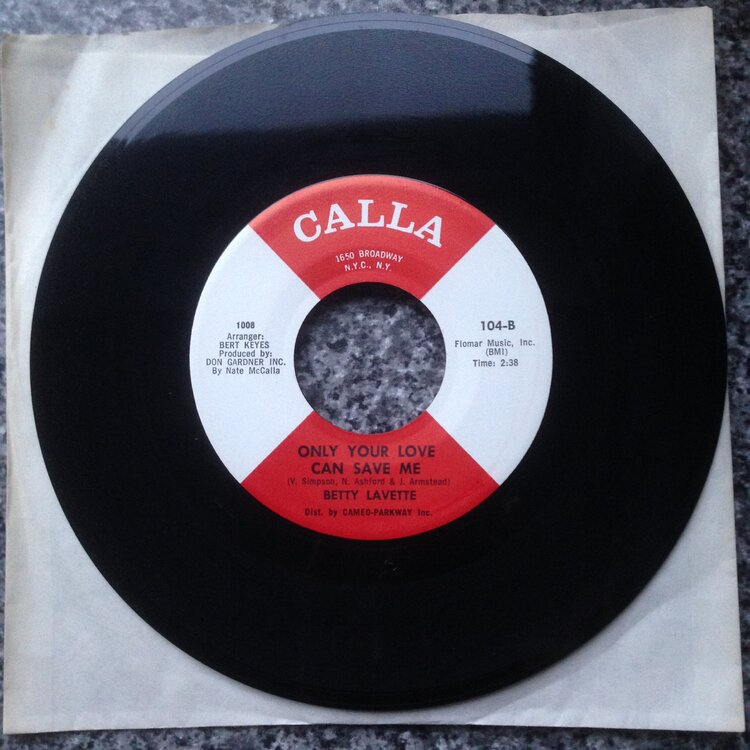 CALLA
1650 BROADWAY
N.Y.C., N.Y.
1008
Arranger:
BERT KEYES
Produced by:
DON GARDNER INC.
By Nate McCalla
104-B
Flomar Music, Inc.
(BMI)
Time: 2:38
ONLY YOUR LOVE
CAN SAVE ME
(V. Simpson, N. Ashford & J. Armstead)
BETTY LAVETTE
Dist. by CAMEO-PARKWAY Inc.